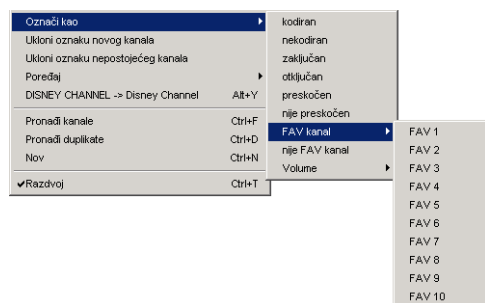 Označi kao
Ukloni oznaku novog kanala
Ukloni oznaku nepostojećeg kanala
Poređaj
DISNEY CHANNEL -> Disney Channel Alt+Y
Pronađi kanale Ctrl+F
Pronađi duplikate Ctrl+D
Nov Ctrl+N
Razdvoj Ctrl+T
kodiran
nekodiran
zaključan
otključan
preskočen
nije preskočen
FAV kanal
nije FAV kanal
Volume
FAV 1
FAV 2
FAV 3
FAV 4
FAV 5
FAV 6
FAV 7
FAV 8
FAV 9
FAV 10